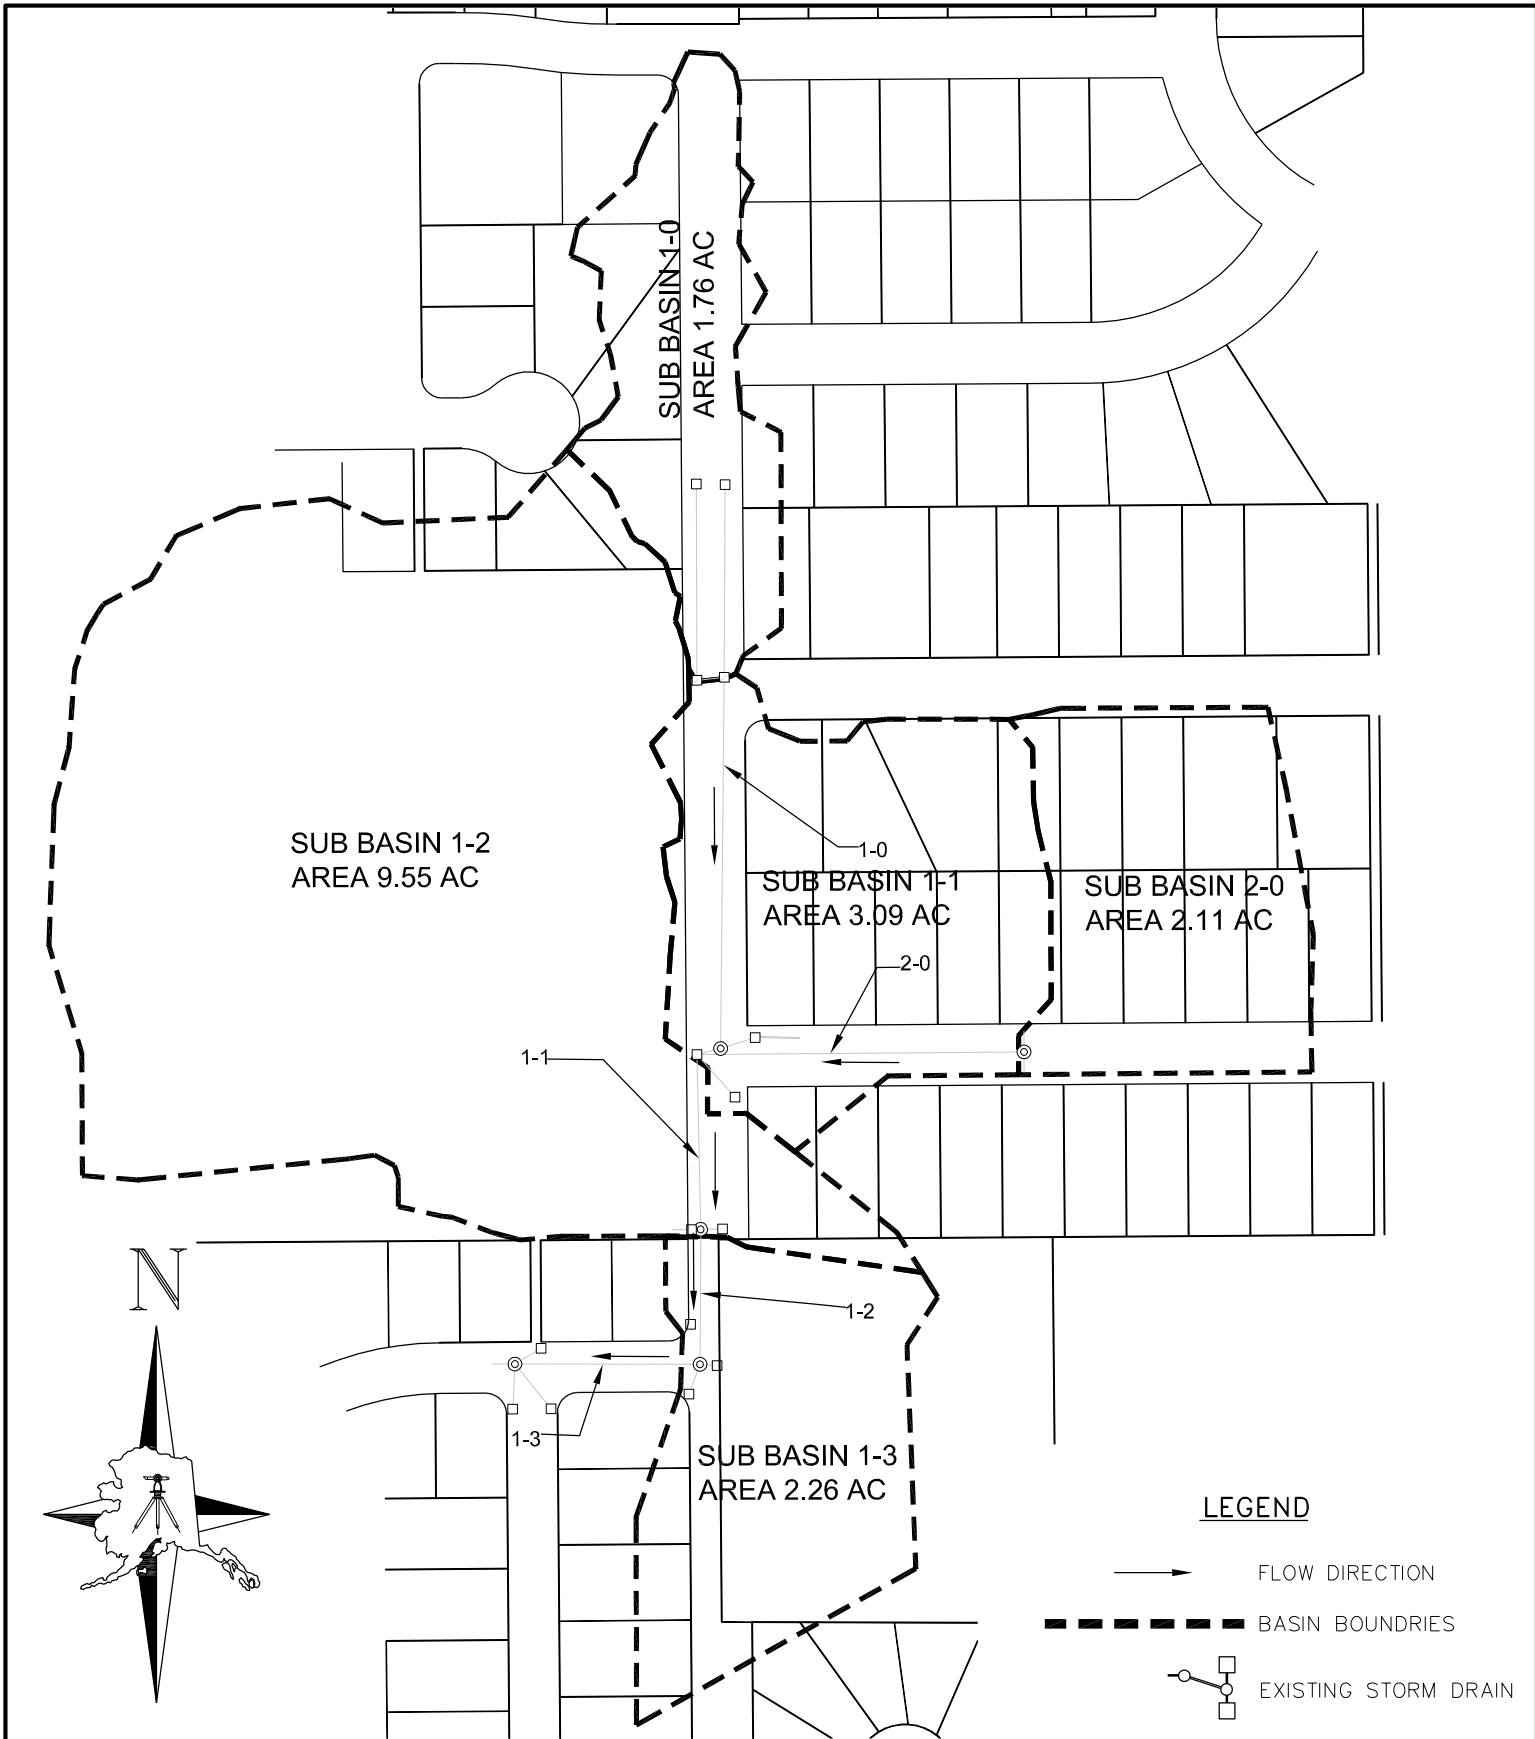 SUB BASIN 1-0
AREA 1.76 AC
SUB BASIN 1-2
AREA 9.55 AC
1-0
SUB BASIN 1-1
AREA 3.09 AC
SUB BASIN 2-0
AREA 2.11 AC
2-0
1-1
N
1-2
1-3
SUB BASIN 1-3
AREA 2.26 AC
LEGEND
FLOW DIRECTION
BASIN BOUNDRIES
EXISTING STORM DRAIN